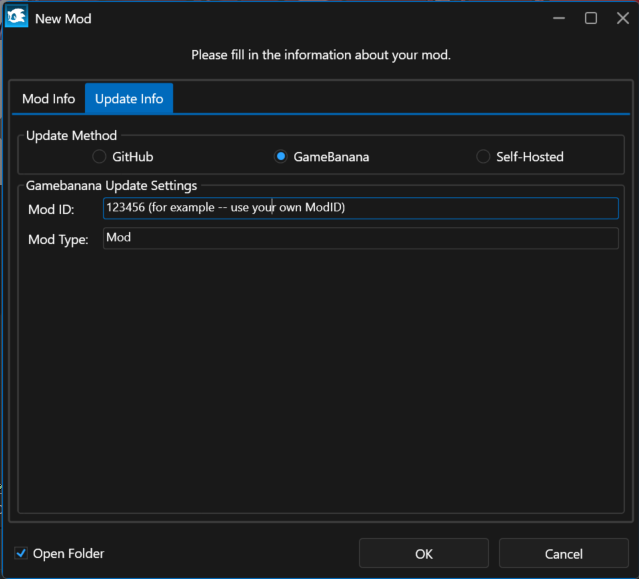 New Mod
Please fill in the information about your mod.
Mod Info
Update Info
Update Method
GitHub
GameBanana
Self-Hosted
Gamebanana Update Settings
Mod ID:
123456 (for example -- use your own ModID)
Mod Type:
Mod
Open Folder
OK
Cancel